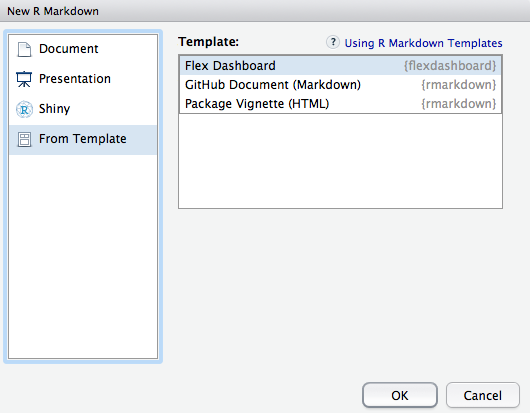 New R Markdown
Document
Presentation
Shiny
From Template
Template:
? Using R Markdown Templates
Flex Dashboard {flexdashboard}
GitHub Document (Markdown) {rmarkdown}
Package Vignette (HTML) {rmarkdown}
OK Cancel